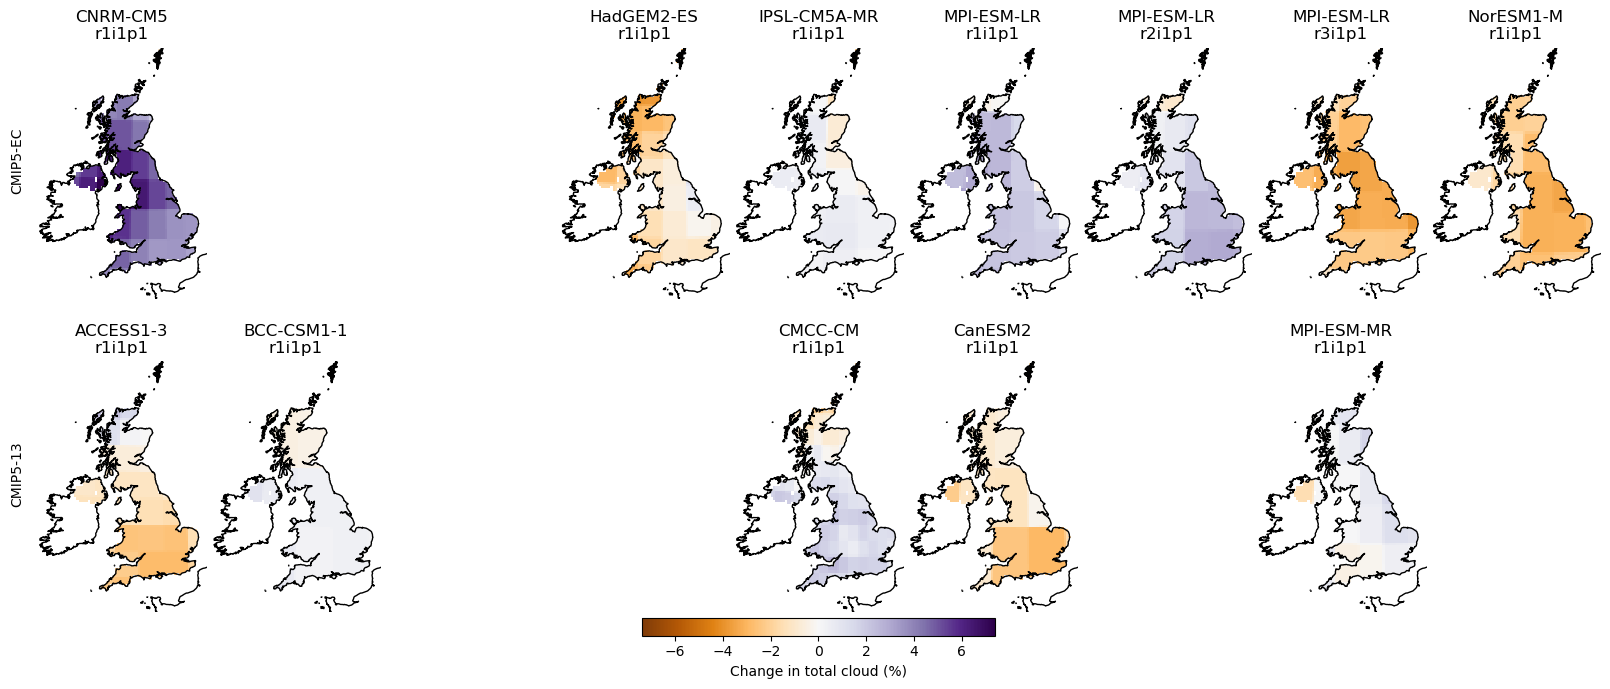 CNRM-CM5
r1i1p1
HadGEM2-ES
r1i1p1
IPSL-CM5A-MR
r1i1p1
MPI-ESM-LR
r1i1p1
MPI-ESM-LR
r2i1p1
MPI-ESM-LR
r3i1p1
NorESM1-M
r1i1p1
CMIP5-EC
ACCESS1-3
r1i1p1
BCC-CSM1-1
r1i1p1
CMCC-CM
r1i1p1
CanESM2
r1i1p1
MPI-ESM-MR
r1i1p1
CMIP5-13
−6 −4 −2 0 2 4 6
Change in total cloud (%)